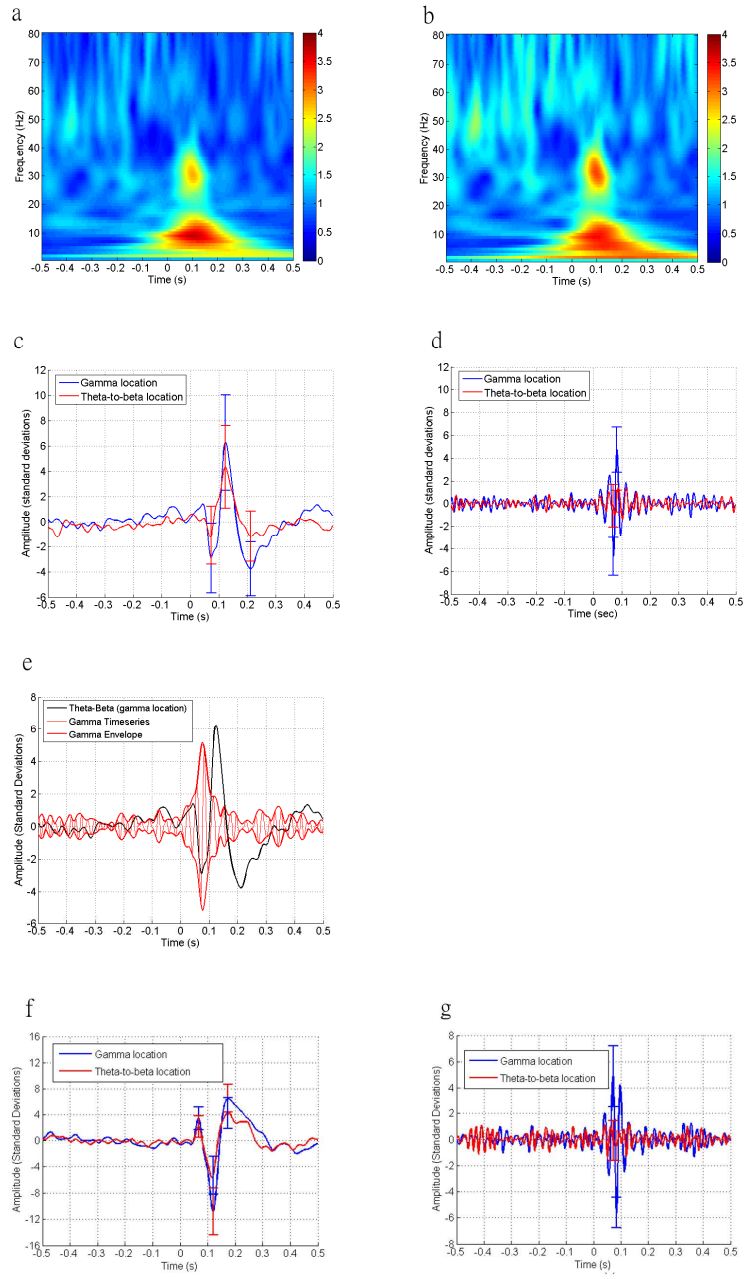 a
80
70
60
50
40
30
20
10
Frequency (Hz)
-0.5 -0.4 -0.3 -0.2 -0.1 0 0.1 0.2 0.3 0.4 0.5
Time (s)
4
3.5
3
2.5
2
1.5
1
0.5
0
b
80
70
60
50
40
30
20
10
Frequency (Hz)
-0.5 -0.4 -0.3 -0.2 -0.1 0 0.1 0.2 0.3 0.4 0.5
Time (s)
4
3.5
3
2.5
2
1.5
1
0.5
0
c
Gamma location
Theta-to-beta location
12
10
8
6
4
2
0
-2
-4
-6
Amplitude (standard deviations)
-0.5 -0.4 -0.3 -0.2 -0.1 0 0.1 0.2 0.3 0.4 0.5
Time (s)
d
Gamma location
Theta-to-beta location
12
10
8
6
4
2
0
-2
-4
-6
-8
Amplitude (standard deviations)
-0.5 -0.4 -0.3 -0.2 -0.1 0 0.1 0.2 0.3 0.4 0.5
Time (sec)
e
Theta-Beta (gamma location)
Gamma Timeseries
Gamma Envelope
8
6
4
2
0
-2
-4
-6
Amplitude (Standard Deviations)
-0.5 -0.4 -0.3 -0.2 -0.1 0 0.1 0.2 0.3 0.4 0.5
Time (s)
f
Gamma location
Theta-to-beta location
16
12
8
4
0
-4
-8
-12
-16
Amplitude (Standard Deviations)
-0.5 -0.4 -0.3 -0.2 -0.1 0 0.1 0.2 0.3 0.4 0.5
Time (s)
g
Gamma location
Theta-to-beta location
8
6
4
2
0
-2
-4
-6
-8
Amplitude (Standard Deviations)
-0.5 -0.4 -0.3 -0.2 -0.1 0 0.1 0.2 0.3 0.4 0.5
Time (s)